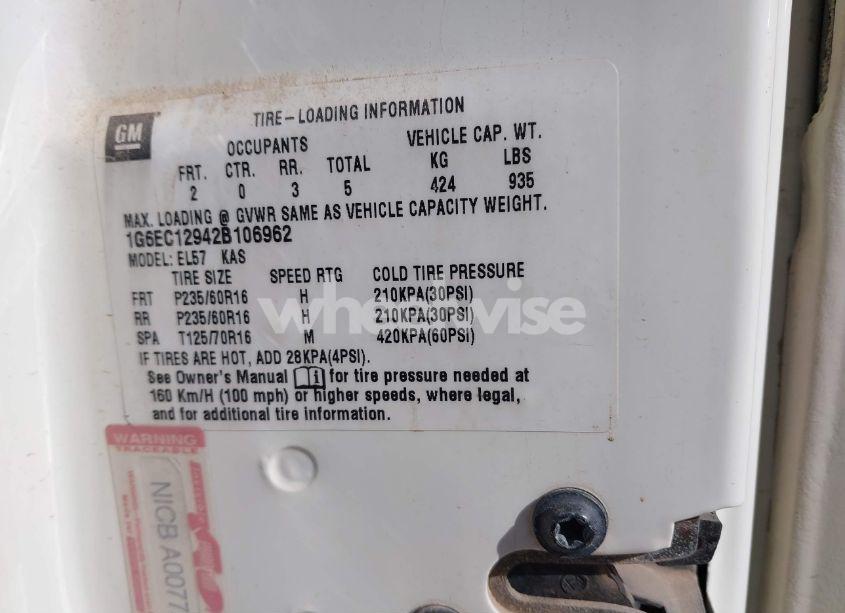 GM
TIRE-LOADING INFORMATION
OCCUPANTS VEHICLE CAP. WT.
FRT. CTR. RR. TOTAL KG LBS
2 0 3 5 424 935
MAX. LOADING @ GVWR SAME AS VEHICLE CAPACITY WEIGHT.
1G6EC12942B106962
MODEL: EL57 KAS
TIRE SIZE SPEED RTG COLD TIRE PRESSURE
FRT P235/60R16 H 210KPA(30PSI)
RR P235/60R16 H 210KPA(30PSI)
SPA T125/70R16 M 420KPA(60PSI)
IF TIRES ARE HOT, ADD 28KPA(4PSI).
See Owner's Manual for tire pressure needed at
160 Km/H (100 mph) or higher speeds, where legal,
and for additional tire information.
wheelwise
WARNING
TRACEABLE
NICB A0077